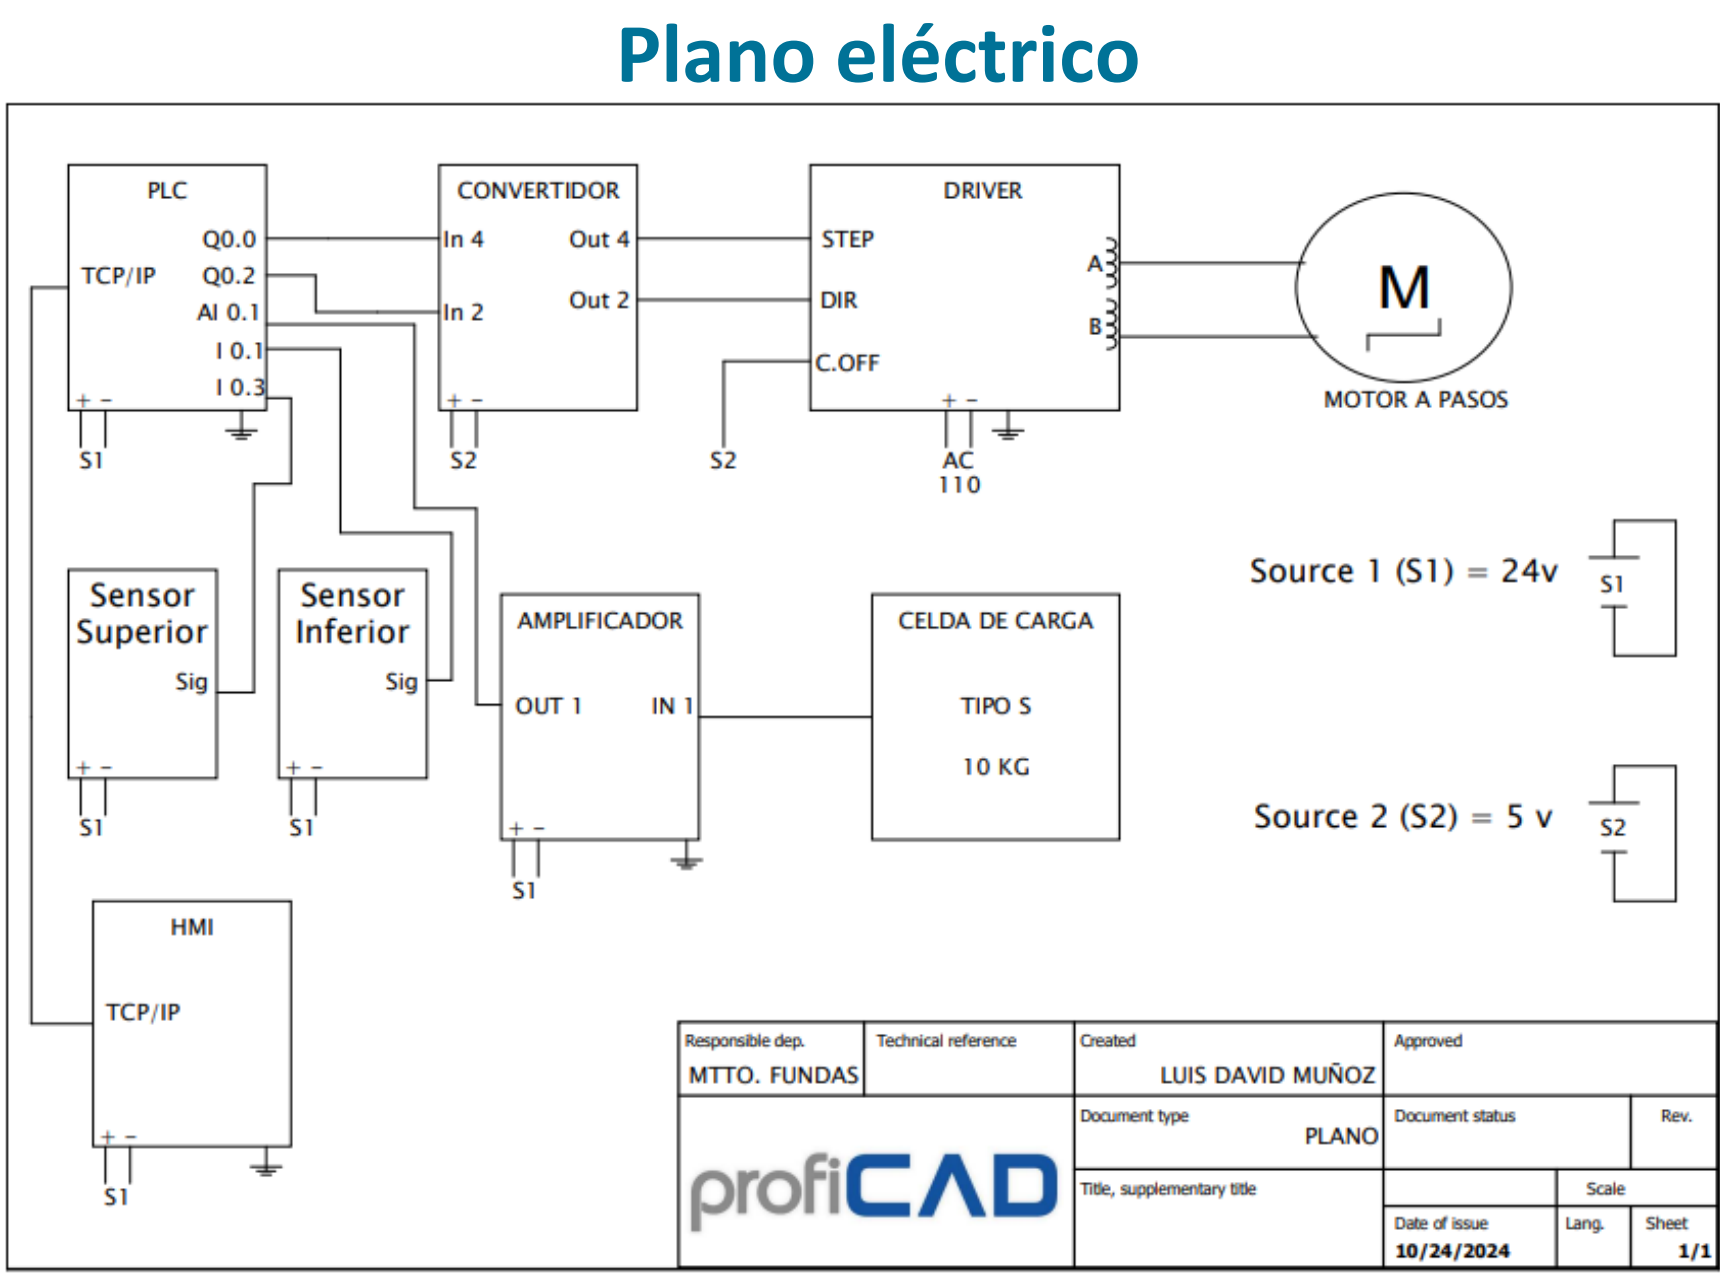 Plano eléctrico
PLC
Q0.0
TCP/IP
Q0.2
AI 0.1
I 0.1
I 0.3
+ -
S1
CONVERTIDOR
In 4
Out 4
In 2
Out 2
+ -
S2
DRIVER
STEP
DIR
C.OFF
A
B
+ -
S2
AC
110
M
MOTOR A PASOS
Sensor
Superior
Sig
+ -
S1
Sensor
Inferior
Sig
+ -
S1
AMPLIFICADOR
OUT 1
IN 1
+ -
S1
CELDA DE CARGA
TIPO S
10 KG
Source 1 (S1) = 24v
S1
Source 2 (S2) = 5 v
S2
HMI
TCP/IP
+ -
S1
Responsible dep.
MTTO. FUNDAS
Technical reference
Created
LUIS DAVID MUÑOZ
Approved
profiCAD
Document type
PLANO
Document status
Rev.
Title, supplementary title
Scale
Date of issue
10/24/2024
Lang.
Sheet
1/1